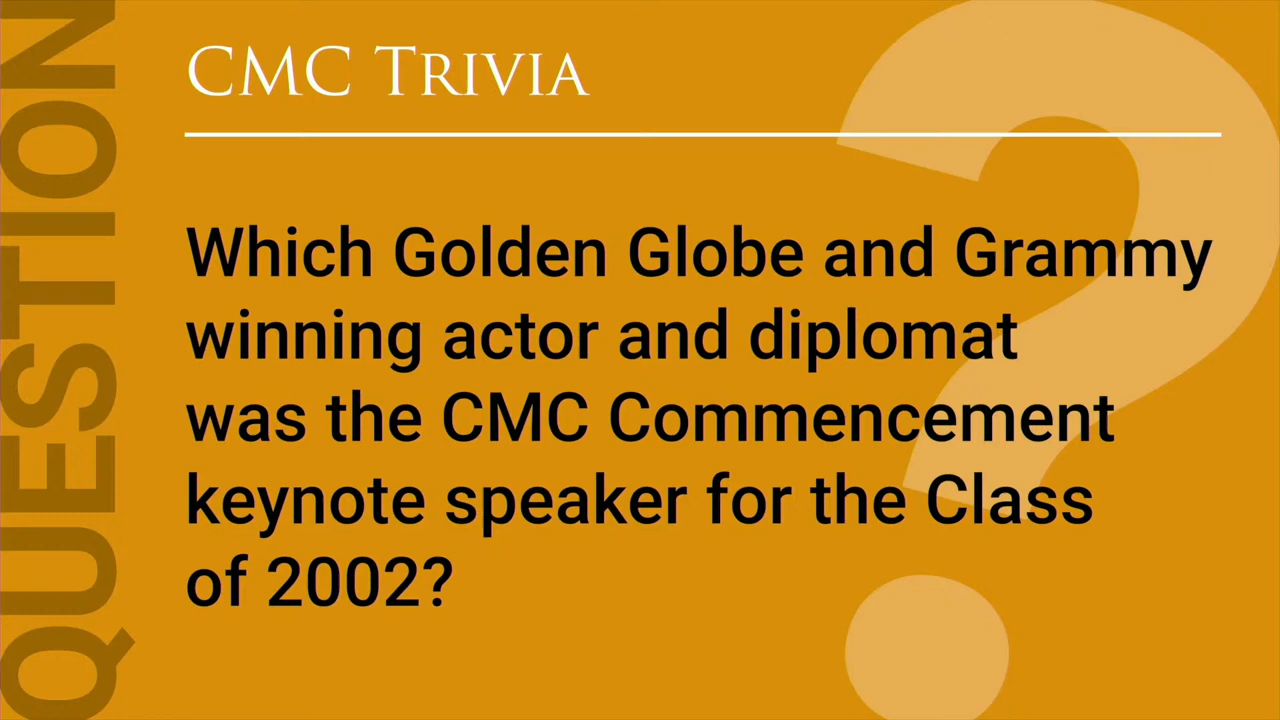 QUESTION
CMC TRIVIA
Which Golden Globe and Grammy
winning actor and diplomat
was the CMC Commencement
keynote speaker for the Class
of 2002?